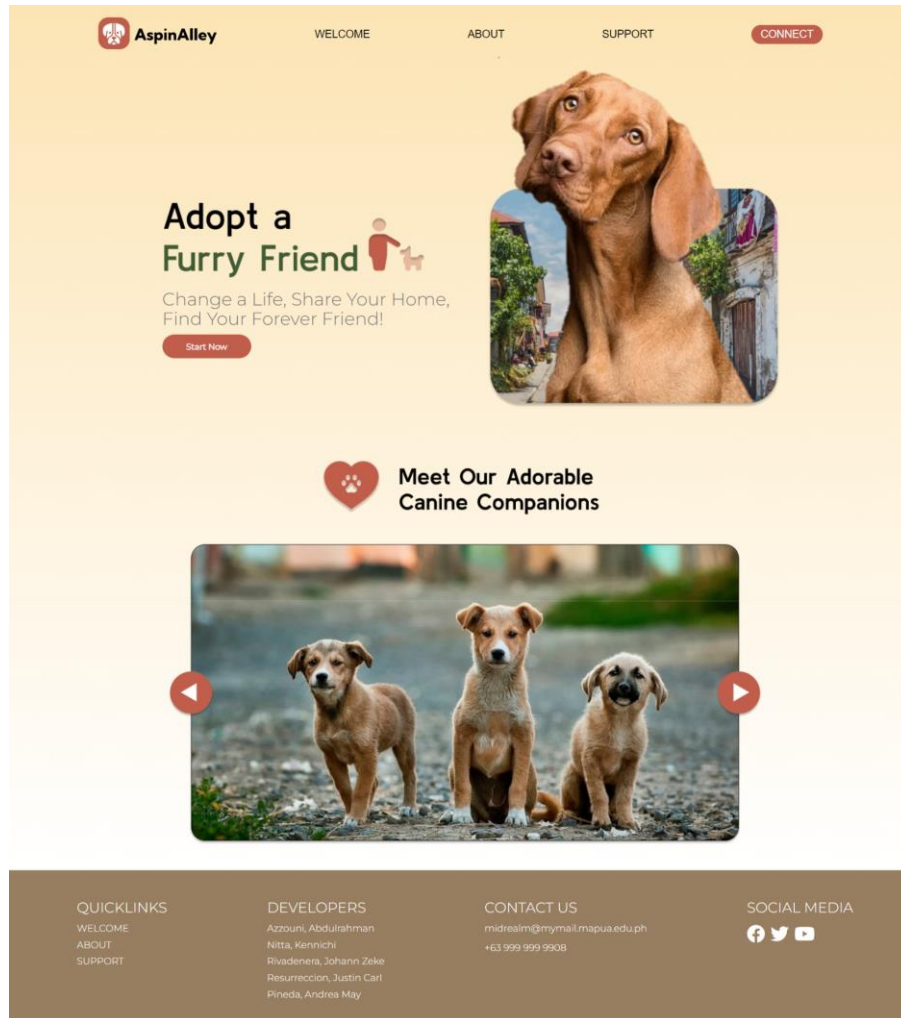 AspinAlley
WELCOME
ABOUT
SUPPORT
CONNECT
Adopt a
Furry Friend
Change a Life, Share Your Home,
Find Your Forever Friend!
Start Now
Meet Our Adorable
Canine Companions
QUICKLINKS
WELCOME
ABOUT
SUPPORT
DEVELOPERS
Azzouni, Abdulrahman
Nitta, Kennichi
Rivadenera, Johann Zeke
Resurreccion, Justin Carl
Pineda, Andrea May
CONTACT US
midrealm@mymail.mapua.edu.ph
+63 999 999 9908
SOCIAL MEDIA